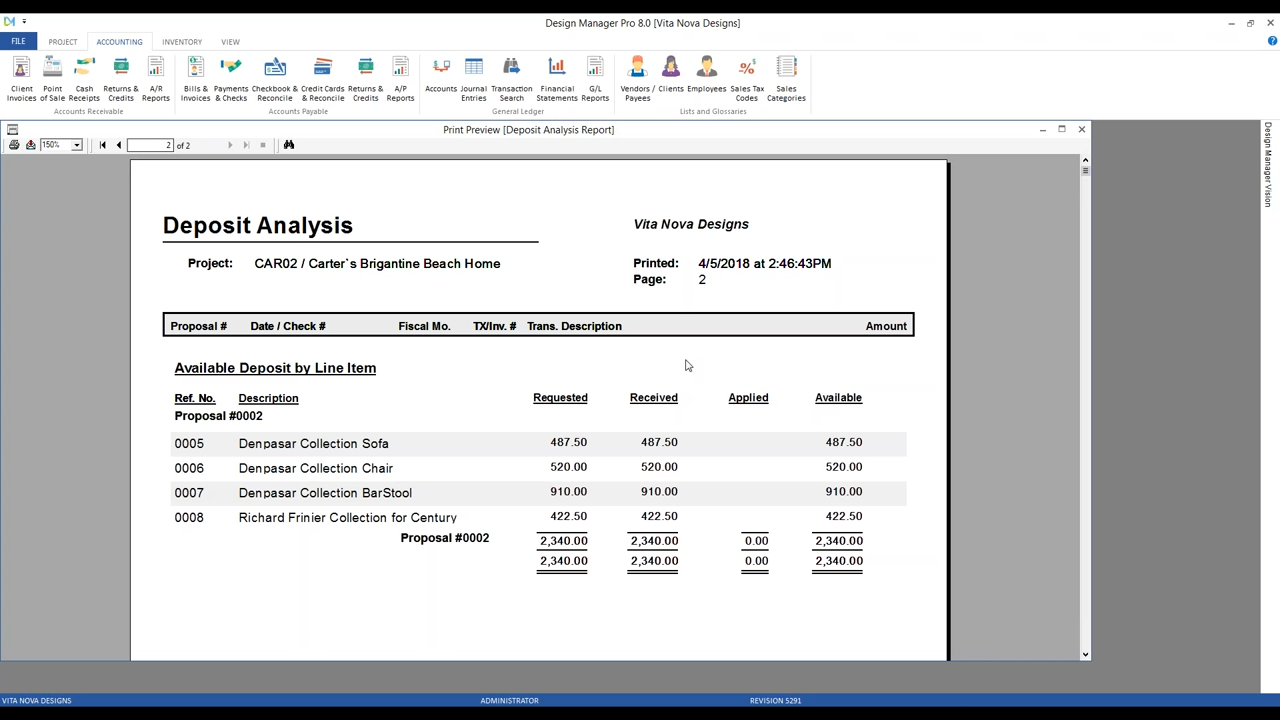 Design Manager Pro 8.0 [Vita Nova Designs]
FILE PROJECT ACCOUNTING INVENTORY VIEW
Client Invoices
Point of Sale
Cash Receipts
Returns & Credits
A/R Reports
Bills & Invoices
Payments & Checks
Checkbook & Reconcile
Credit Cards & Reconcile
Returns & Credits
A/P Reports
Accounts
Journal Entries
Transaction Search
Financial Statements
G/L Reports
Vendors / Payees
Clients
Employees
Sales Tax Codes
Sales Categories
Accounts Receivable Accounts Payable General Ledger Lists and Glossaries
Print Preview [Deposit Analysis Report]
150% 2 of 2
Design Manager Vision
Deposit Analysis Vita Nova Designs
Project: CAR02 / Carter`s Brigantine Beach Home Printed: 4/5/2018 at 2:46:43PM
Page: 2
Proposal # Date / Check # Fiscal Mo. TX/Inv. # Trans. Description Amount
Available Deposit by Line Item
Ref. No. Description Requested Received Applied Available
Proposal #0002
0005 Denpasar Collection Sofa 487.50 487.50 487.50
0006 Denpasar Collection Chair 520.00 520.00 520.00
0007 Denpasar Collection BarStool 910.00 910.00 910.00
0008 Richard Frinier Collection for Century 422.50 422.50 422.50
Proposal #0002 2,340.00 2,340.00 0.00 2,340.00
2,340.00 2,340.00 0.00 2,340.00
VITA NOVA DESIGNS ADMINISTRATOR REVISION 5291